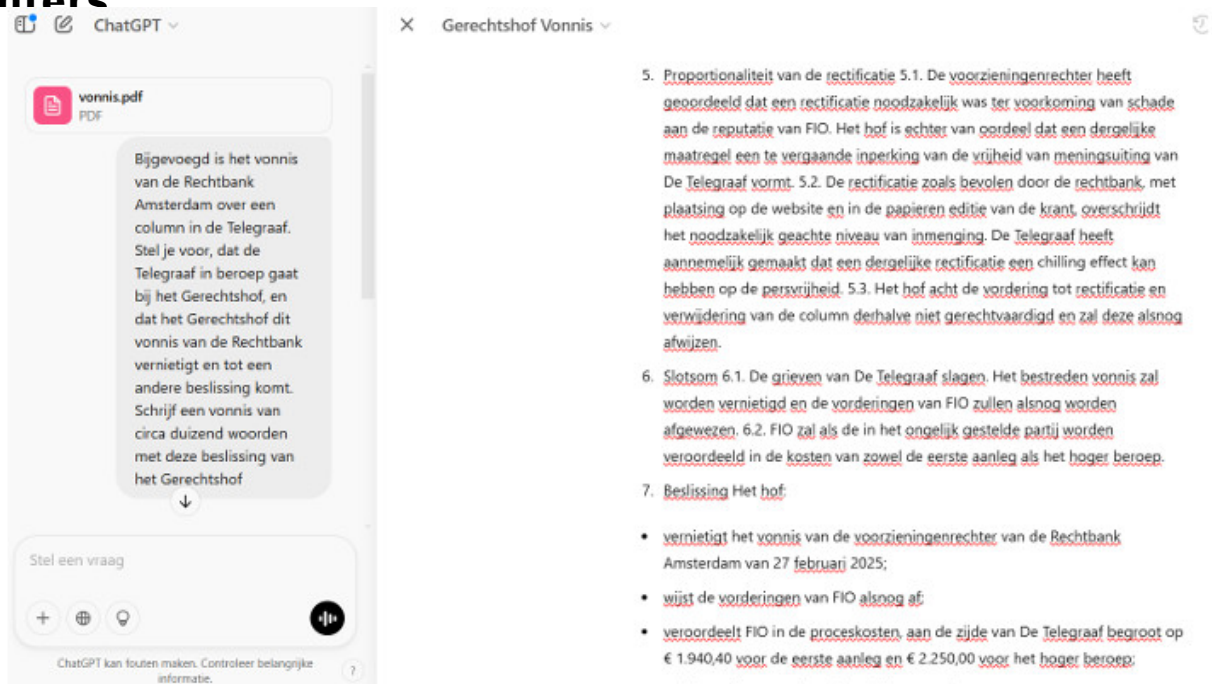 ChatGPT
Gerechtshof Vonnis
vonnis.pdf
PDF
Bijgevoegd is het vonnis
van de Rechtbank
Amsterdam over een
column in de Telegraaf.
Stel je voor, dat de
Telegraaf in beroep gaat
bij het Gerechtshof, en
dat het Gerechtshof dit
vonnis van de Rechtbank
vernietigt en tot een
andere beslissing komt.
Schrijf een vonnis van
circa duizend woorden
met deze beslissing van
het Gerechtshof
Stel een vraag
ChatGPT kan fouten maken. Controleer belangrijke
informatie.
?
5. Proportionaliteit van de rectificatie 5.1. De voorzieningenrechter heeft
geoordeeld dat een rectificatie noodzakelijk was ter voorkoming van schade
aan de reputatie van FIO. Het hof is echter van oordeel dat een dergelijke
maatregel een te vergaande inperking van de vrijheid van meningsuiting van
De Telegraaf vormt. 5.2. De rectificatie zoals bevolen door de rechtbank, met
plaatsing op de website en in de papieren editie van de krant, overschrijdt
het noodzakelijk geachte niveau van inmenging. De Telegraaf heeft
aannemelijk gemaakt dat een dergelijke rectificatie een chilling effect kan
hebben op de persvrijheid. 5.3. Het hof acht de vordering tot rectificatie en
verwijdering van de column derhalve niet gerechtvaardigd en zal deze alsnog
afwijzen.
6. Slotsom 6.1. De grieven van De Telegraaf slagen. Het bestreden vonnis zal
worden vernietigd en de vorderingen van FIO zullen alsnog worden
afgewezen. 6.2. FIO zal als de in het ongelijk gestelde partij worden
veroordeeld in de kosten van zowel de eerste aanleg als het hoger beroep.
7. Beslissing Het hof:
• vernietigt het vonnis van de voorzieningenrechter van de Rechtbank
Amsterdam van 27 februari 2025;
• wijst de vorderingen van FIO alsnog af;
• veroordeelt FIO in de proceskosten, aan de zijde van De Telegraaf begroot op
€ 1.940,40 voor de eerste aanleg en € 2.250,00 voor het hoger beroep;